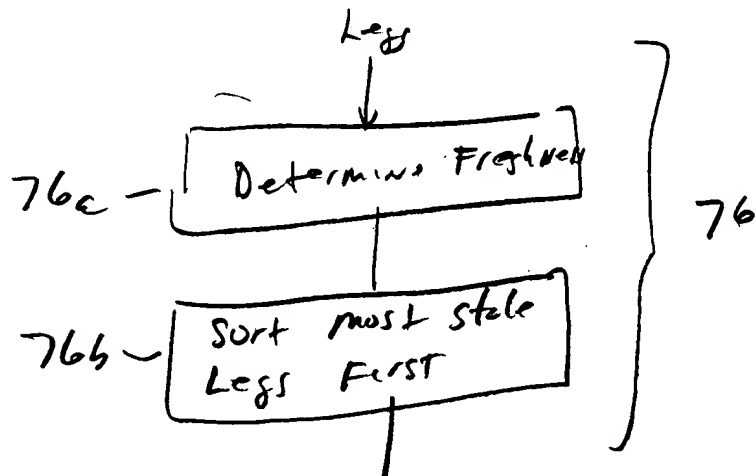 Legs
76a
Determine Freshness
76
76b
Sort most stale
Legs First